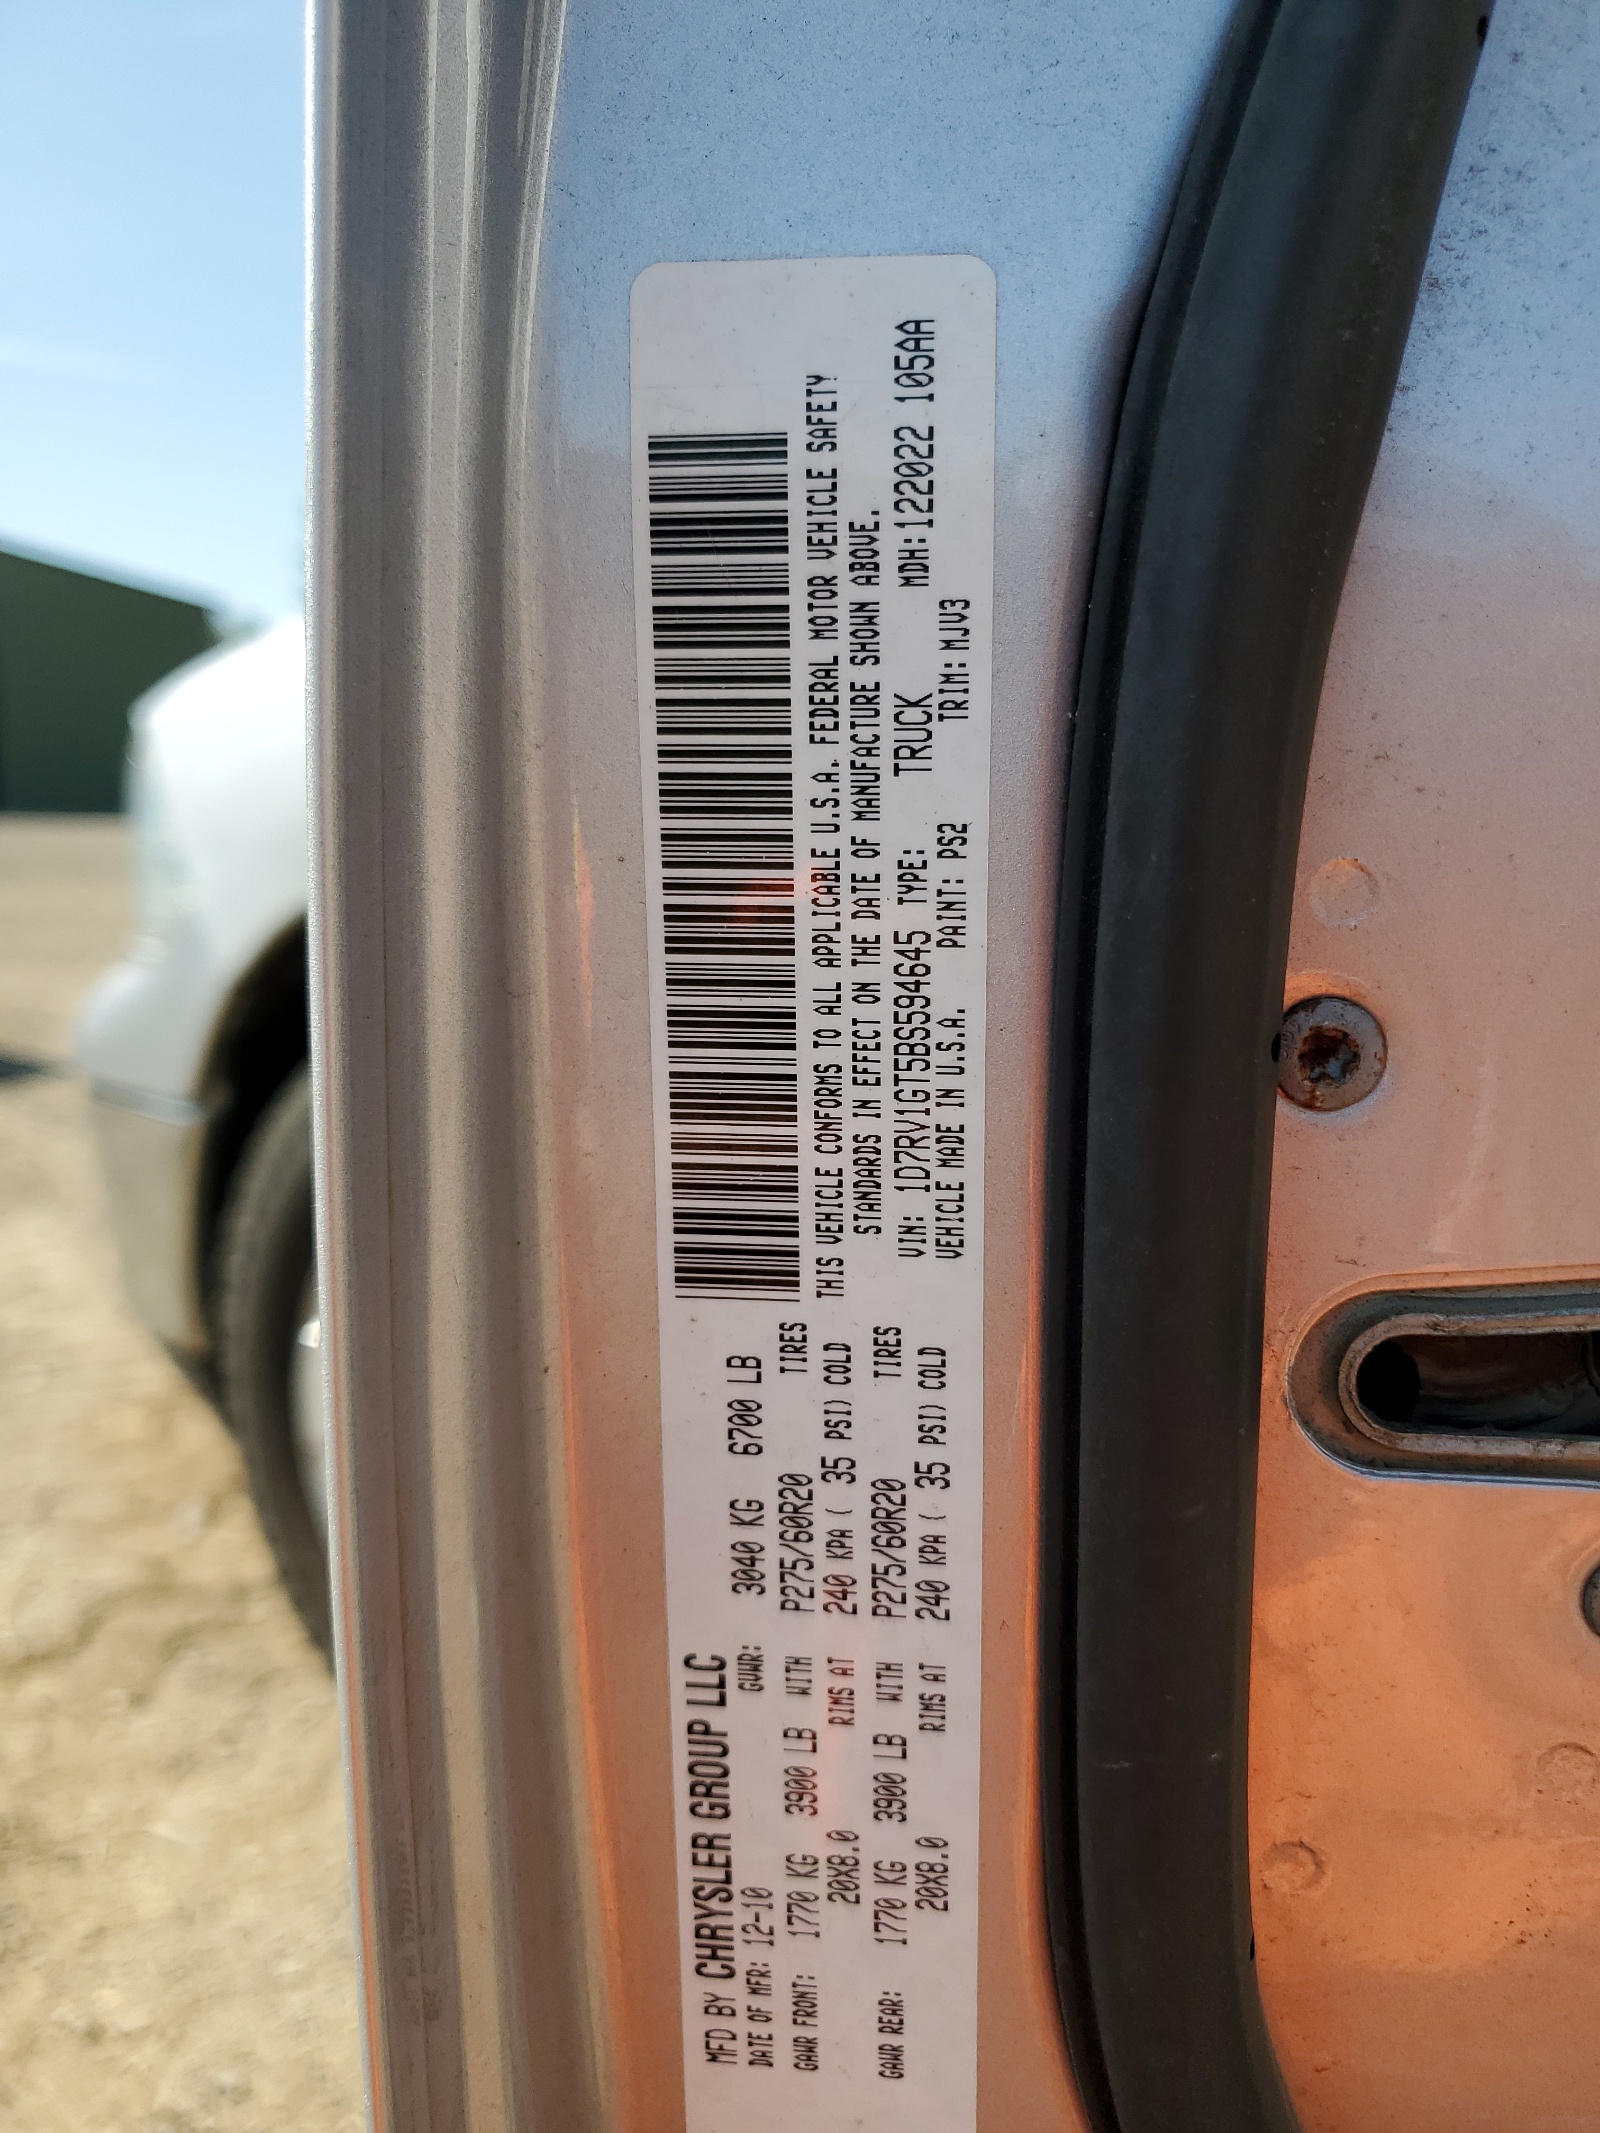 MFD BY CHRYSLER GROUP LLC
DATE OF MFR: 12-10 GVWR: 3040 KG 6700 LB
GAWR FRONT: 1770 KG 3900 LB WITH P275/60R20 TIRES
20X8.0 RIMS AT 240 KPA ( 35 PSI) COLD
GAWR REAR: 1770 KG 3900 LB WITH P275/60R20 TIRES
20X8.0 RIMS AT 240 KPA ( 35 PSI) COLD
THIS VEHICLE CONFORMS TO ALL APPLICABLE U.S.A. FEDERAL MOTOR VEHICLE SAFETY
STANDARDS IN EFFECT ON THE DATE OF MANUFACTURE SHOWN ABOVE.
VIN: 1D7RV1GT5BS594645 TYPE: TRUCK MDH:122022 105AA
VEHICLE MADE IN U.S.A. PAINT: PS2 TRIM: MJV3